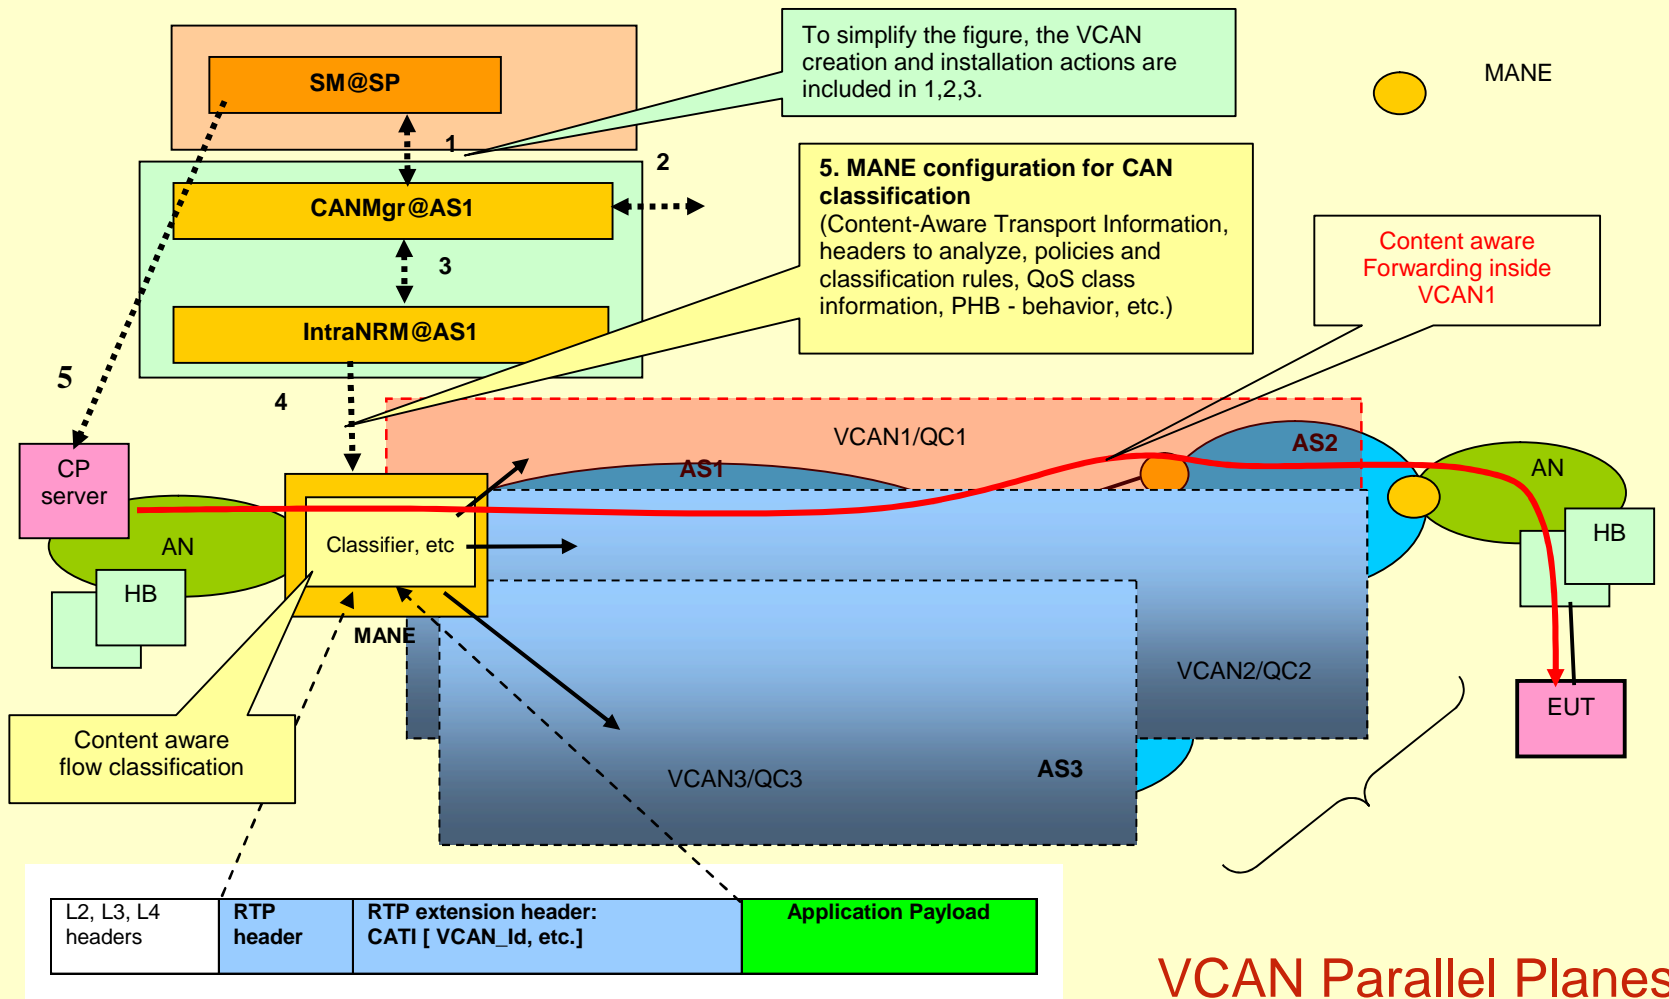 To simplify the figure, the VCAN
creation and installation actions are
included in 1,2,3.
MANE
SM@SP
1
2
CANMgr@AS1
3
IntraNRM@AS1
5. MANE configuration for CAN
classification
(Content-Aware Transport Information,
headers to analyze, policies and
classification rules, QoS class
information, PHB - behavior, etc.)
Content aware
Forwarding inside
VCAN1
5
4
VCAN1/QC1
AS1
AS2
CP
server
AN
HB
Classifier, etc
MANE
AN
HB
VCAN2/QC2
EUT
VCAN3/QC3
AS3
Content aware
flow classification
L2, L3, L4
headers
RTP
header
RTP extension header:
CATI [ VCAN_Id, etc.]
Application Payload
VCAN Parallel Planes